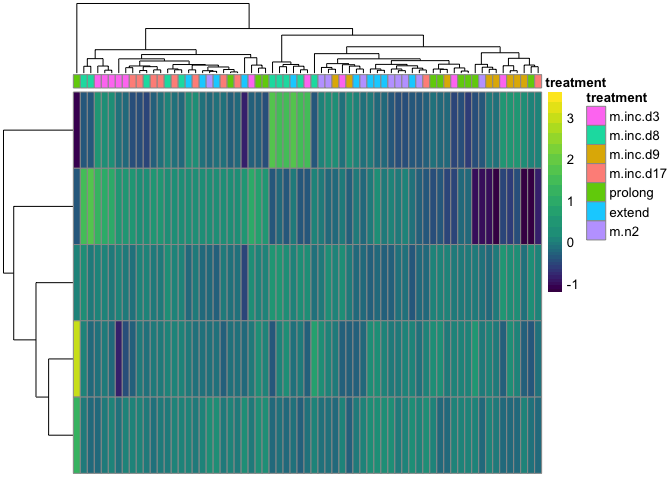 treatment
treatment
m.inc.d3
m.inc.d8
m.inc.d9
m.inc.d17
prolong
extend
m.n2
3
2
1
0
-1